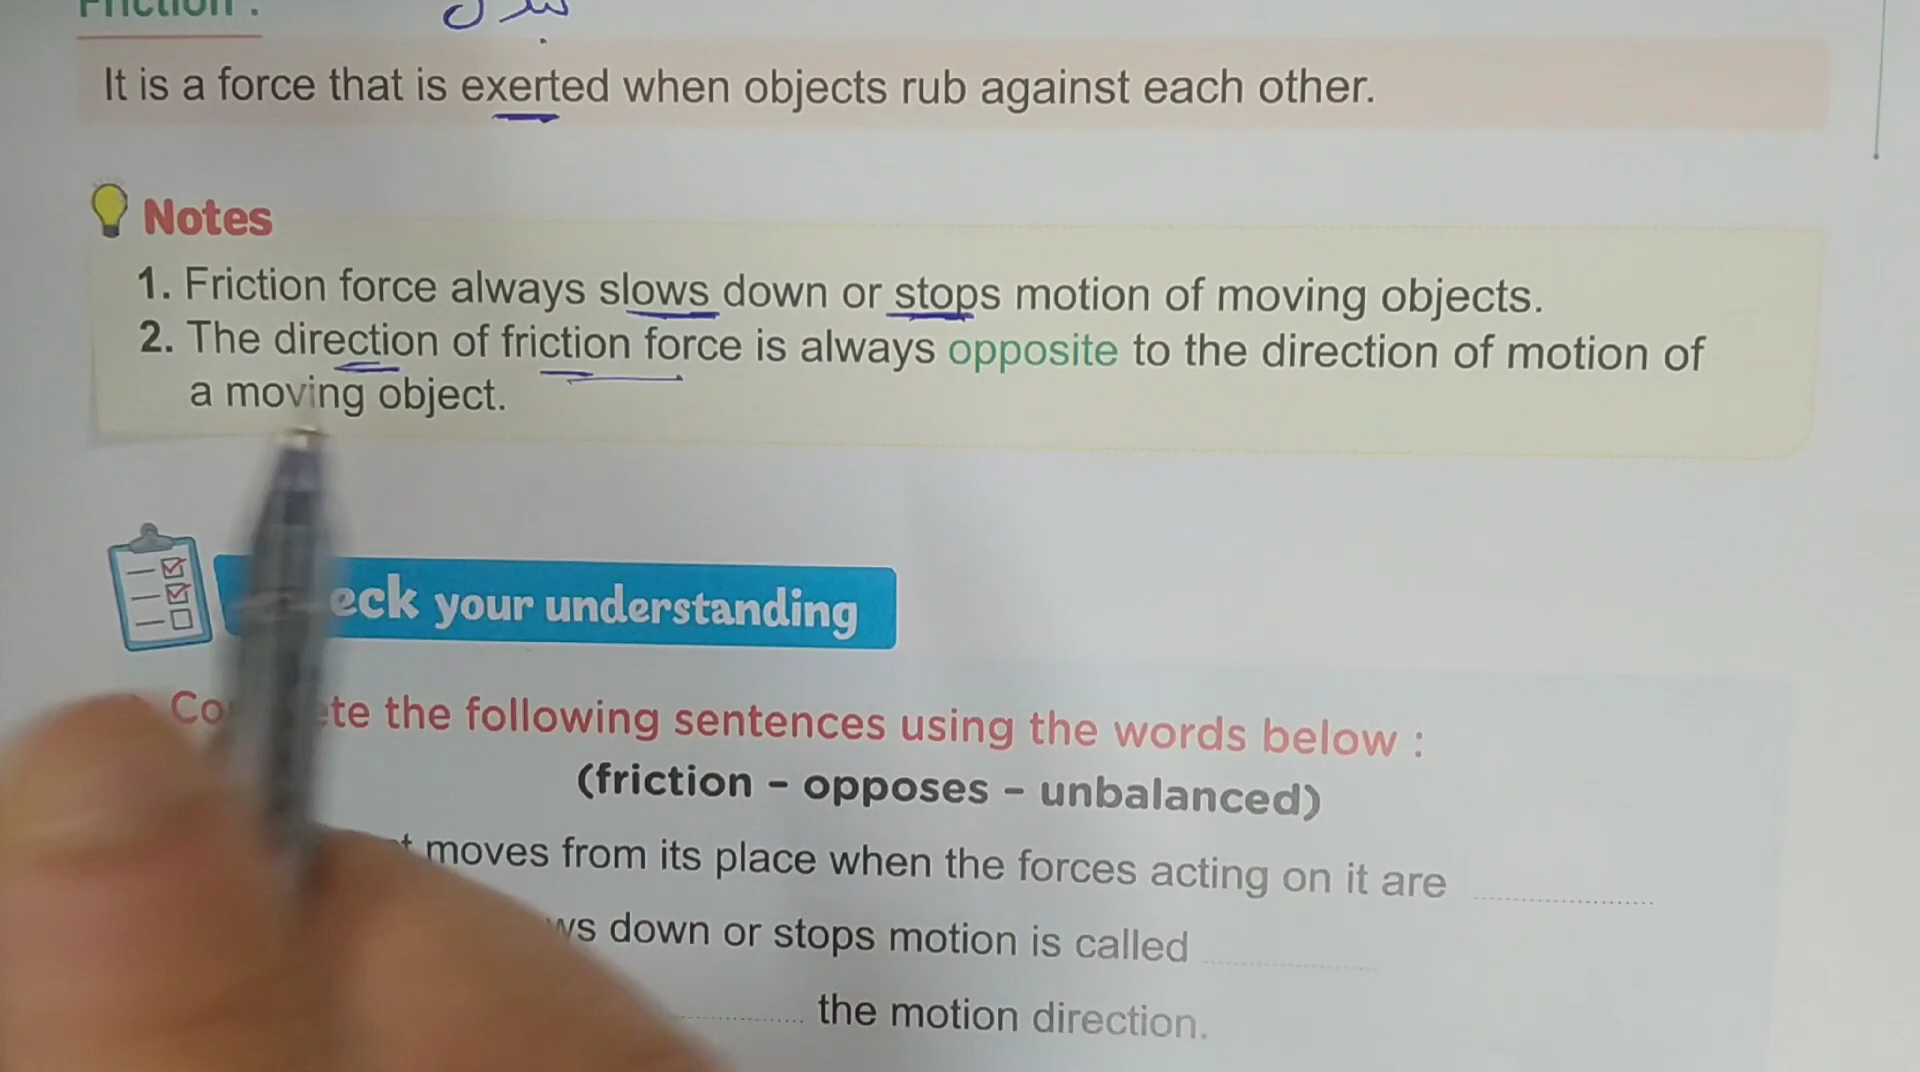 Friction :
It is a force that is exerted when objects rub against each other.
Notes
1. Friction force always slows down or stops motion of moving objects.
2. The direction of friction force is always opposite to the direction of motion of
a moving object.
eck your understanding
Co te the following sentences using the words below :
(friction – opposes – unbalanced)
moves from its place when the forces acting on it are
ws down or stops motion is called
the motion direction.